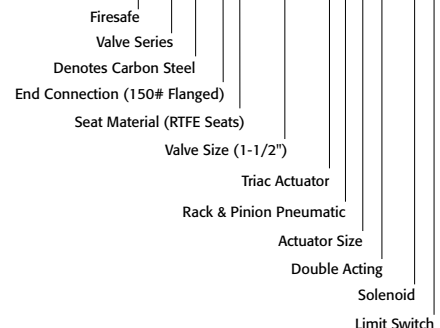 Firesafe
Valve Series
Denotes Carbon Steel
End Connection (150# Flanged)
Seat Material (RTFE Seats)
Valve Size (1-1/2")
Triac Actuator
Rack & Pinion Pneumatic
Actuator Size
Double Acting
Solenoid
Limit Switch